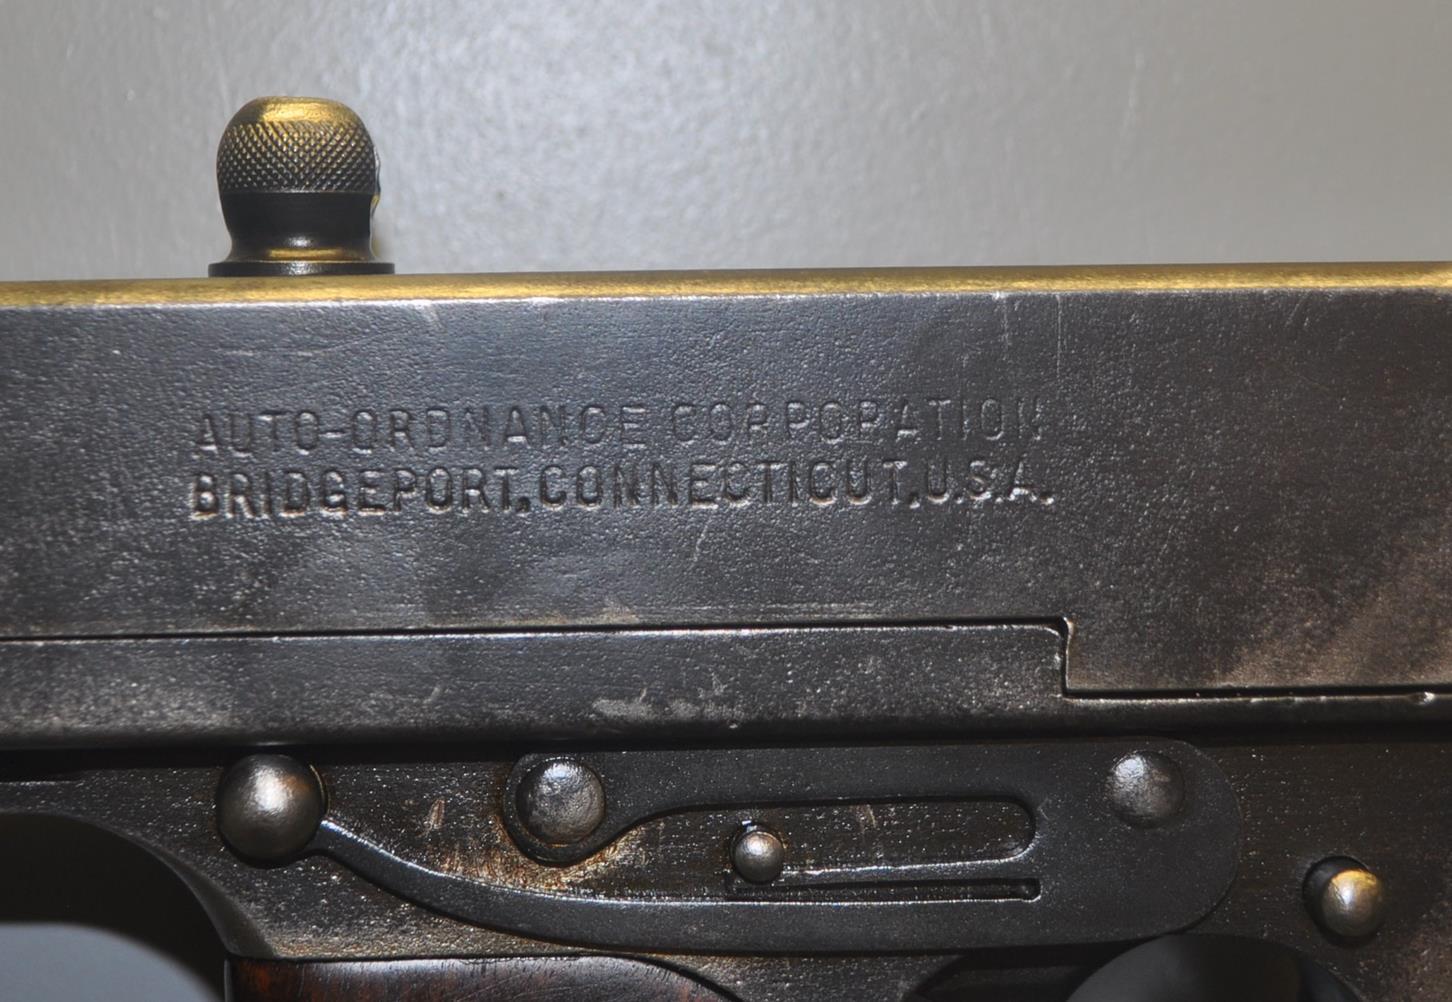 AUTO-ORDNANCE CORPORATION
BRIDGEPORT, CONNECTICUT, U.S.A.